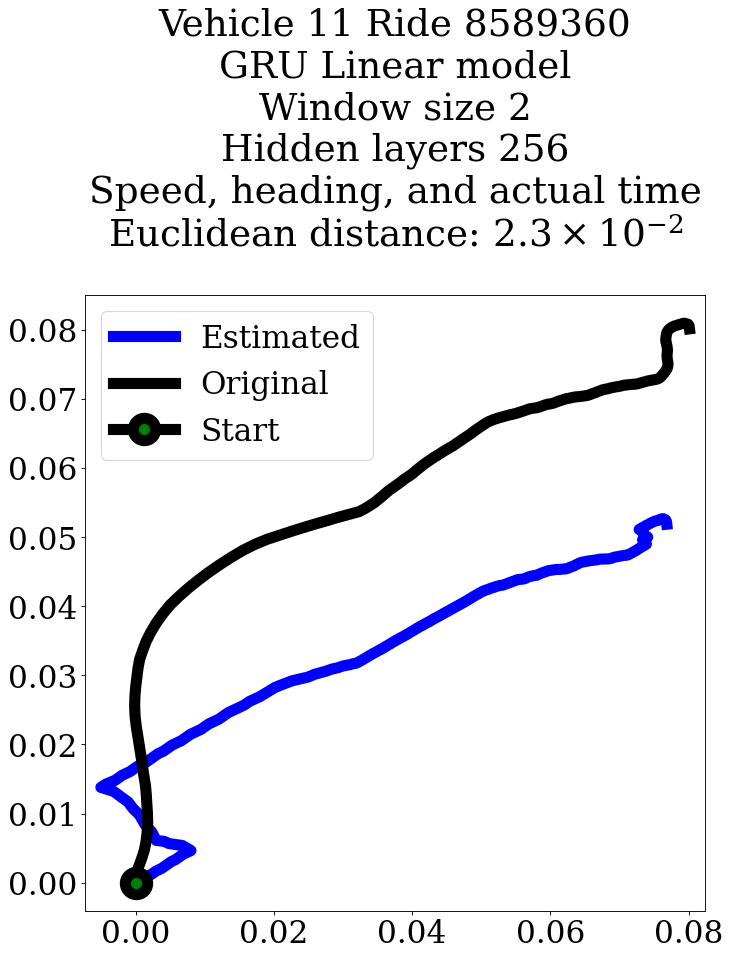 Vehicle 11 Ride 8589360
GRU Linear model
Window size 2
Hidden layers 256
Speed, heading, and actual time
Euclidean distance: 2.3 × 10⁻²
Estimated
Original
Start
0.08
0.07
0.06
0.05
0.04
0.03
0.02
0.01
0.00
0.00 0.02 0.04 0.06 0.08